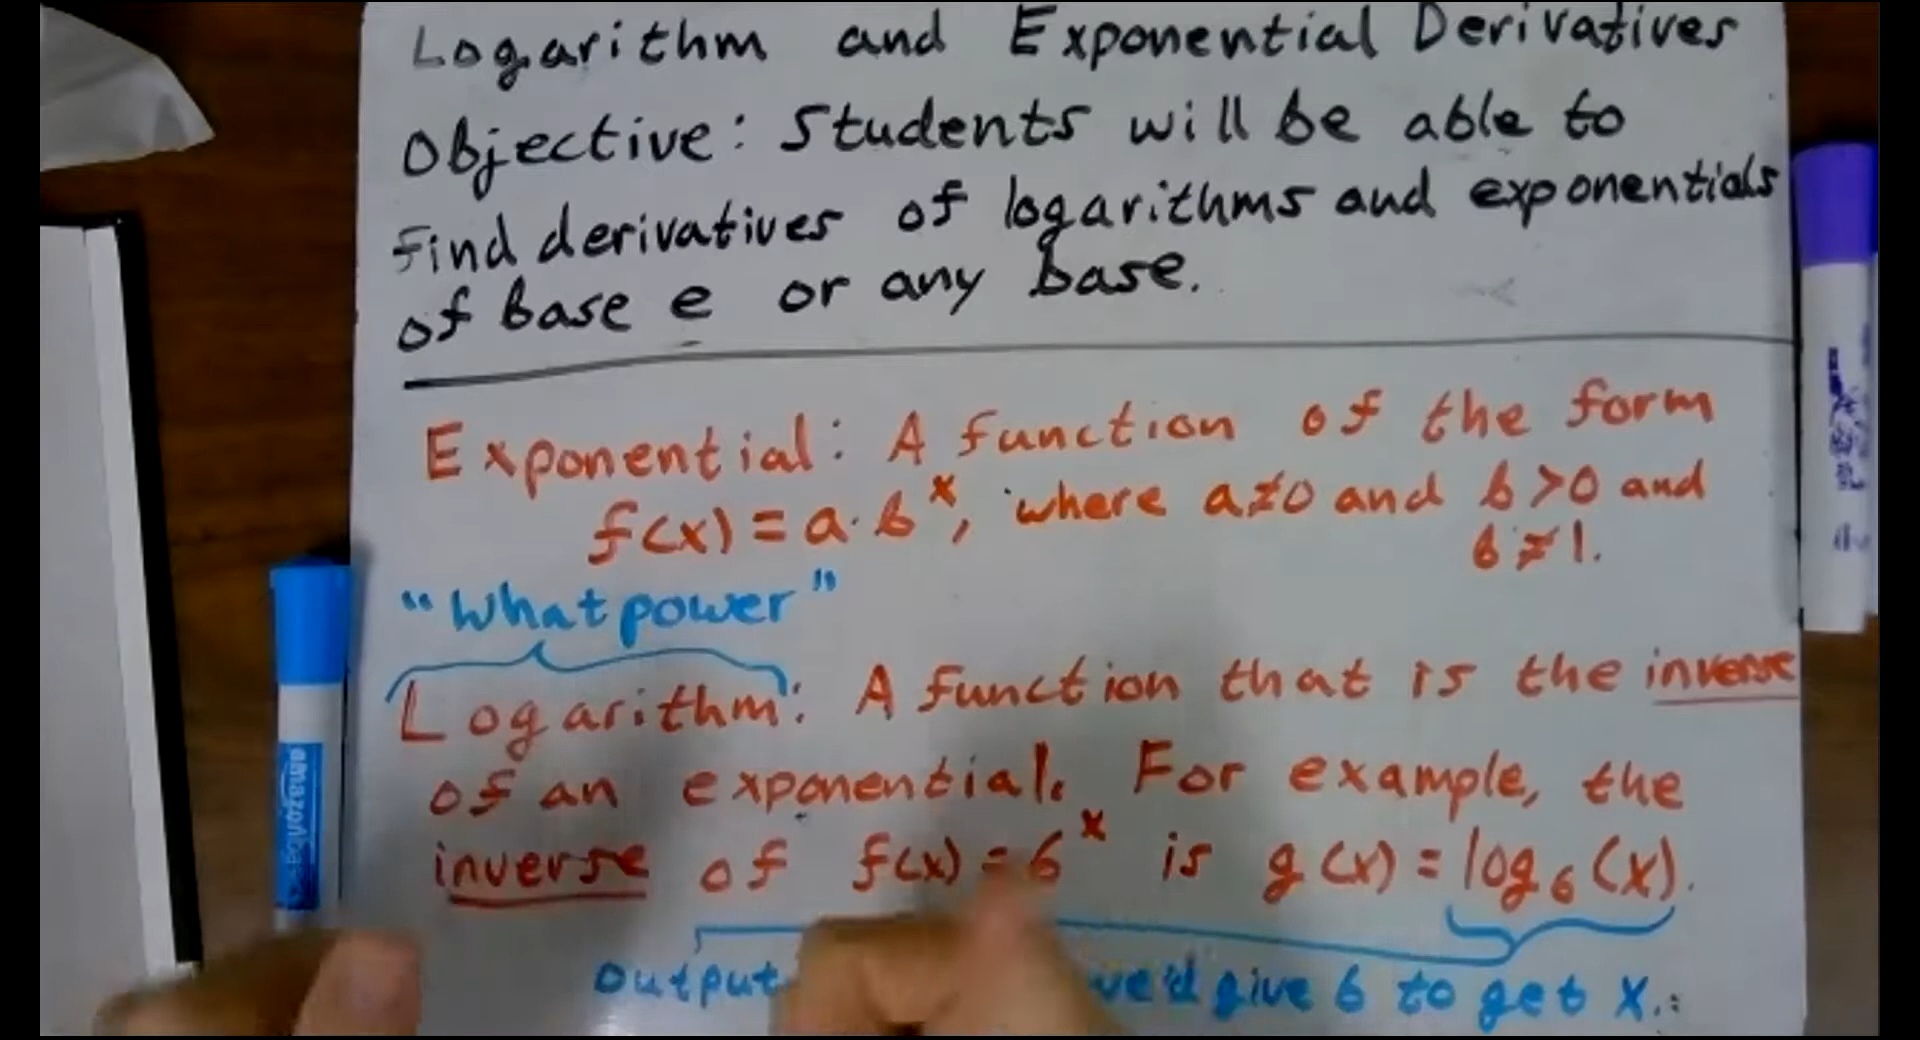 Logarithm and Exponential Derivatives
Objective: Students will be able to
find derivatives of logarithms and exponentials
of base e or any base.
Exponential: A function of the form
f(x) = a·b^x, where a≠0 and b>0 and
b≠1.
"What power"
Logarithm: A function that is the inverse
of an exponential. For example, the
inverse of f(x) = 6^x is g(x) = log₆(x).
Output we'd give 6 to get x.
amazonbasics